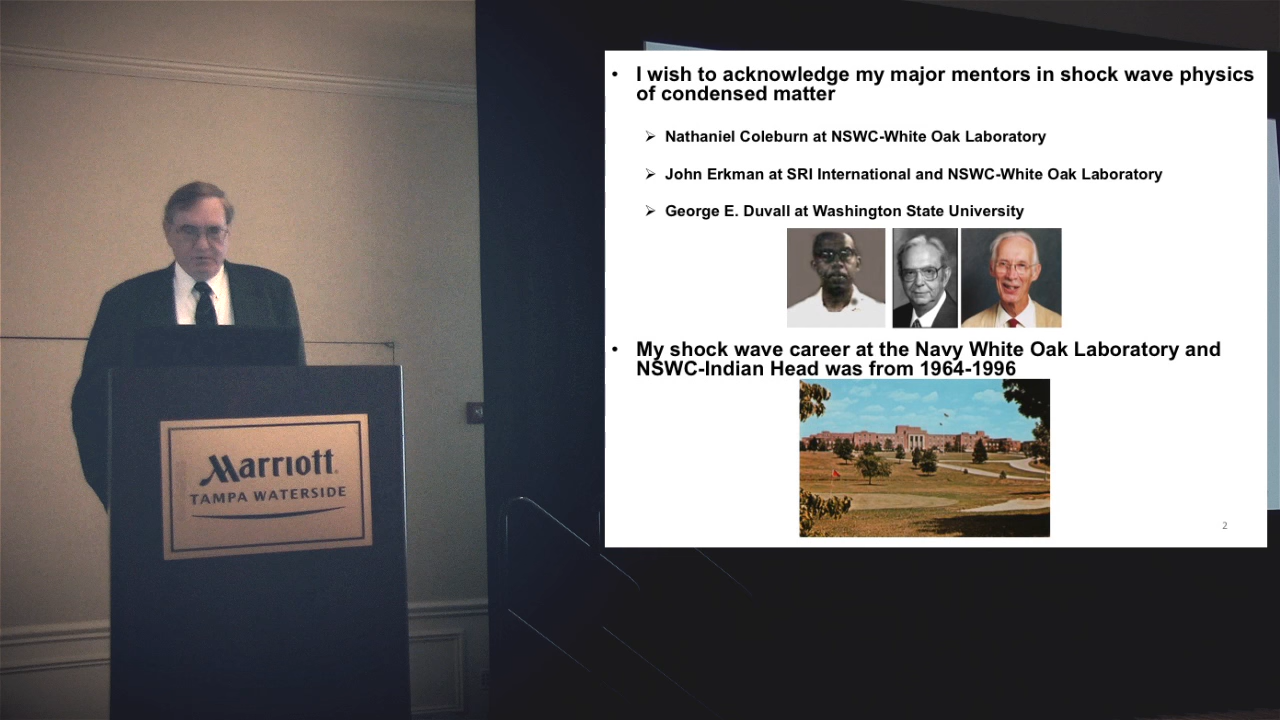 • I wish to acknowledge my major mentors in shock wave physics
of condensed matter
➢ Nathaniel Coleburn at NSWC-White Oak Laboratory
➢ John Erkman at SRI International and NSWC-White Oak Laboratory
➢ George E. Duvall at Washington State University
• My shock wave career at the Navy White Oak Laboratory and
NSWC-Indian Head was from 1964-1996
2
Marriott
TAMPA WATERSIDE